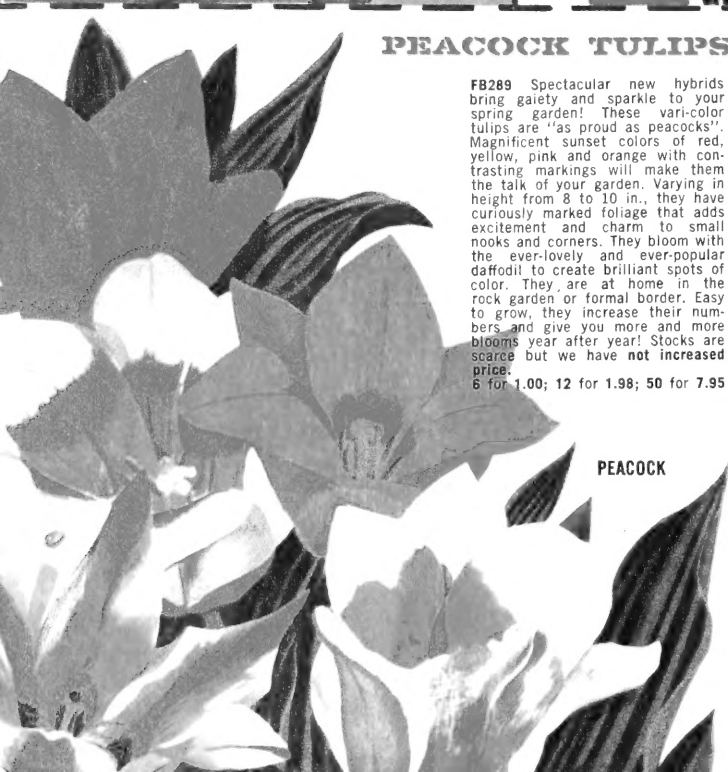 PEACOCK TULIPS
FB289 Spectacular new hybrids
bring gaiety and sparkle to your
spring garden! These vari-color
tulips are "as proud as peacocks".
Magnificent sunset colors of red,
yellow, pink and orange with con-
trasting markings will make them
the talk of your garden. Varying in
height from 8 to 10 in., they have
curiously marked foliage that adds
excitement and charm to small
nooks and corners. They bloom with
the ever-lovely and ever-popular
daffodil to create brilliant spots of
color. They are at home in the
rock garden or formal border. Easy
to grow, they increase their num-
bers and give you more and more
blooms year after year! Stocks are
scarce but we have not increased
price.
6 for 1.00; 12 for 1.98; 50 for 7.95
PEACOCK